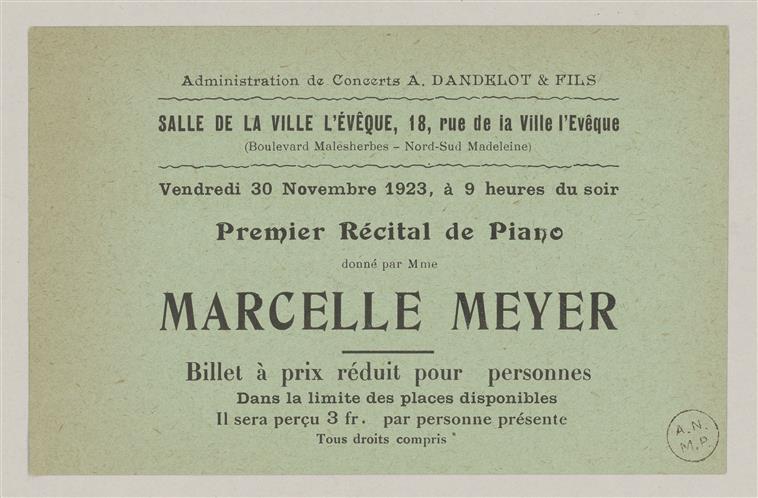 Administration de Concerts A. DANDELOT & FILS
SALLE DE LA VILLE L'ÉVÊQUE, 18, rue de la Ville l'Evêque
(Boulevard Malesherbes – Nord-Sud Madeleine)
Vendredi 30 Novembre 1923, à 9 heures du soir
Premier Récital de Piano
donné par Mme
MARCELLE MEYER
Billet à prix réduit pour personnes
Dans la limite des places disponibles
Il sera perçu 3 fr. par personne présente
Tous droits compris
A.N.
M.P.